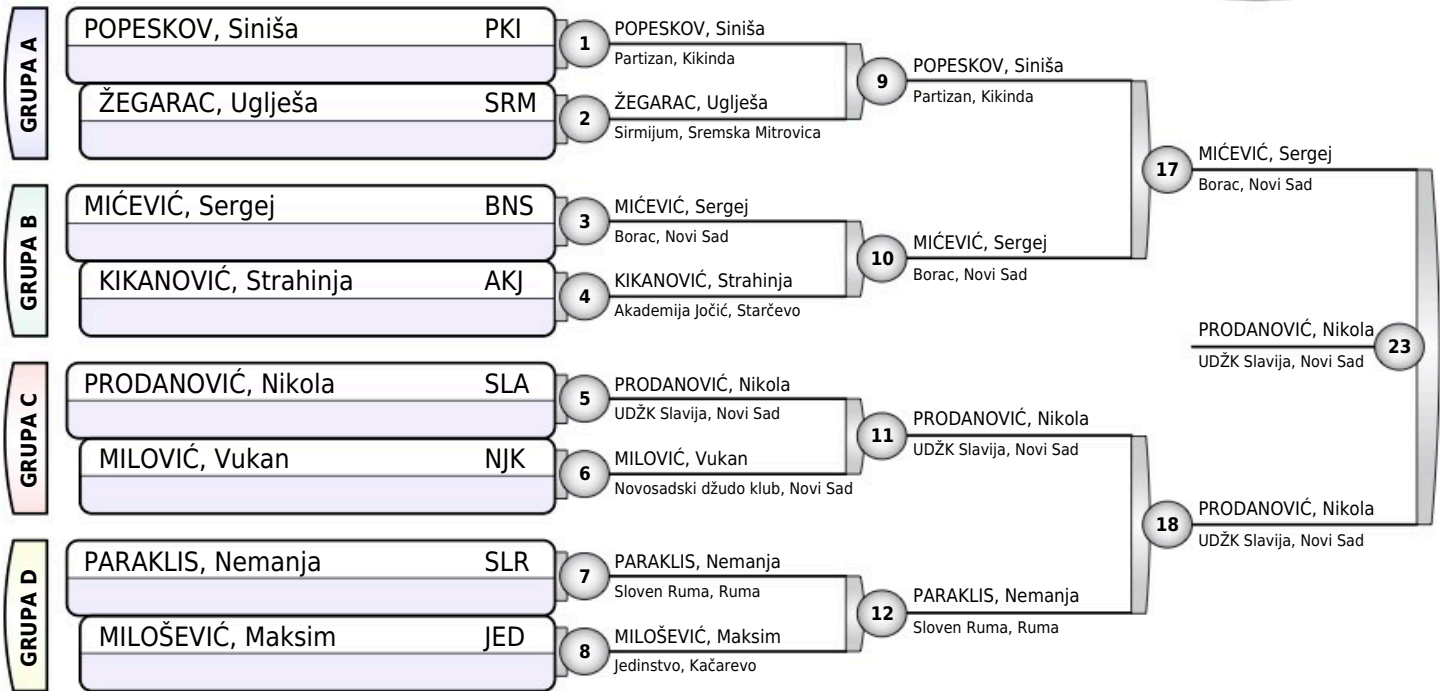 GRUPA A
POPESKOV, Siniša PKI
ŽEGARAC, Uglješa SRM
GRUPA B
MIĆEVIĆ, Sergej BNS
KIKANOVIĆ, Strahinja AKJ
GRUPA C
PRODANOVIĆ, Nikola SLA
MILOVIĆ, Vukan NJK
GRUPA D
PARAKLIS, Nemanja SLR
MILOŠEVIĆ, Maksim JED
1
POPESKOV, Siniša
Partizan, Kikinda
2
ŽEGARAC, Uglješa
Sirmijum, Sremska Mitrovica
3
MIĆEVIĆ, Sergej
Borac, Novi Sad
4
KIKANOVIĆ, Strahinja
Akademija Jočić, Starčevo
5
PRODANOVIĆ, Nikola
UDŽK Slavija, Novi Sad
6
MILOVIĆ, Vukan
Novosadski džudo klub, Novi Sad
7
PARAKLIS, Nemanja
Sloven Ruma, Ruma
8
MILOŠEVIĆ, Maksim
Jedinstvo, Kačarevo
9
POPESKOV, Siniša
Partizan, Kikinda
10
MIĆEVIĆ, Sergej
Borac, Novi Sad
11
PRODANOVIĆ, Nikola
UDŽK Slavija, Novi Sad
12
PARAKLIS, Nemanja
Sloven Ruma, Ruma
17
MIĆEVIĆ, Sergej
Borac, Novi Sad
18
PRODANOVIĆ, Nikola
UDŽK Slavija, Novi Sad
PRODANOVIĆ, Nikola
UDŽK Slavija, Novi Sad
23